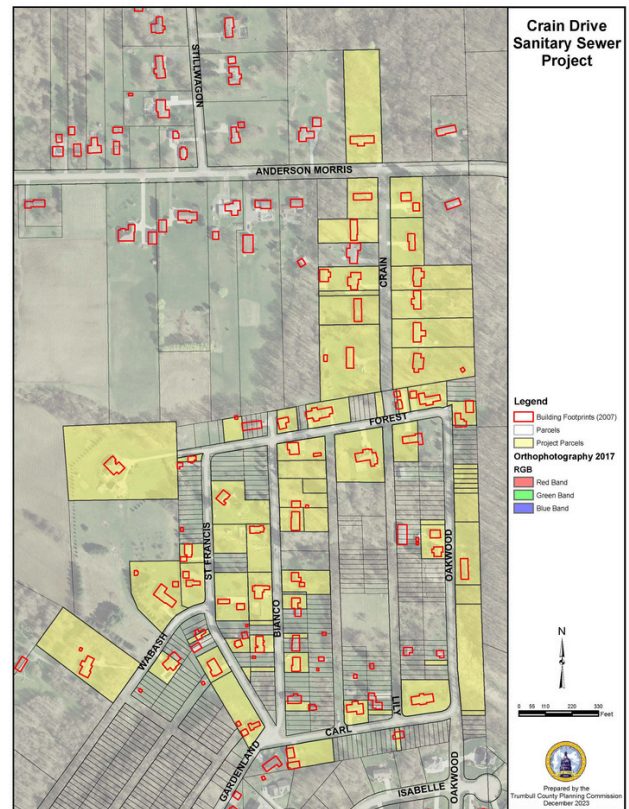 Crain Drive
Sanitary Sewer
Project
STILLWAGON
ANDERSON MORRIS
CRAIN
FOREST
ST FRANCIS
BIANCO
OAKWOOD
WABASH
LILY
CARL
GARDENLAND
ISABELLE
OAKWOOD
Legend
Building Footprints (2007)
Parcels
Project Parcels
Orthophotography 2017
RGB
Red Band
Green Band
Blue Band
N
0 55 110 220 330
Feet
Prepared by the
Trumbull County Planning Commission
December 2023